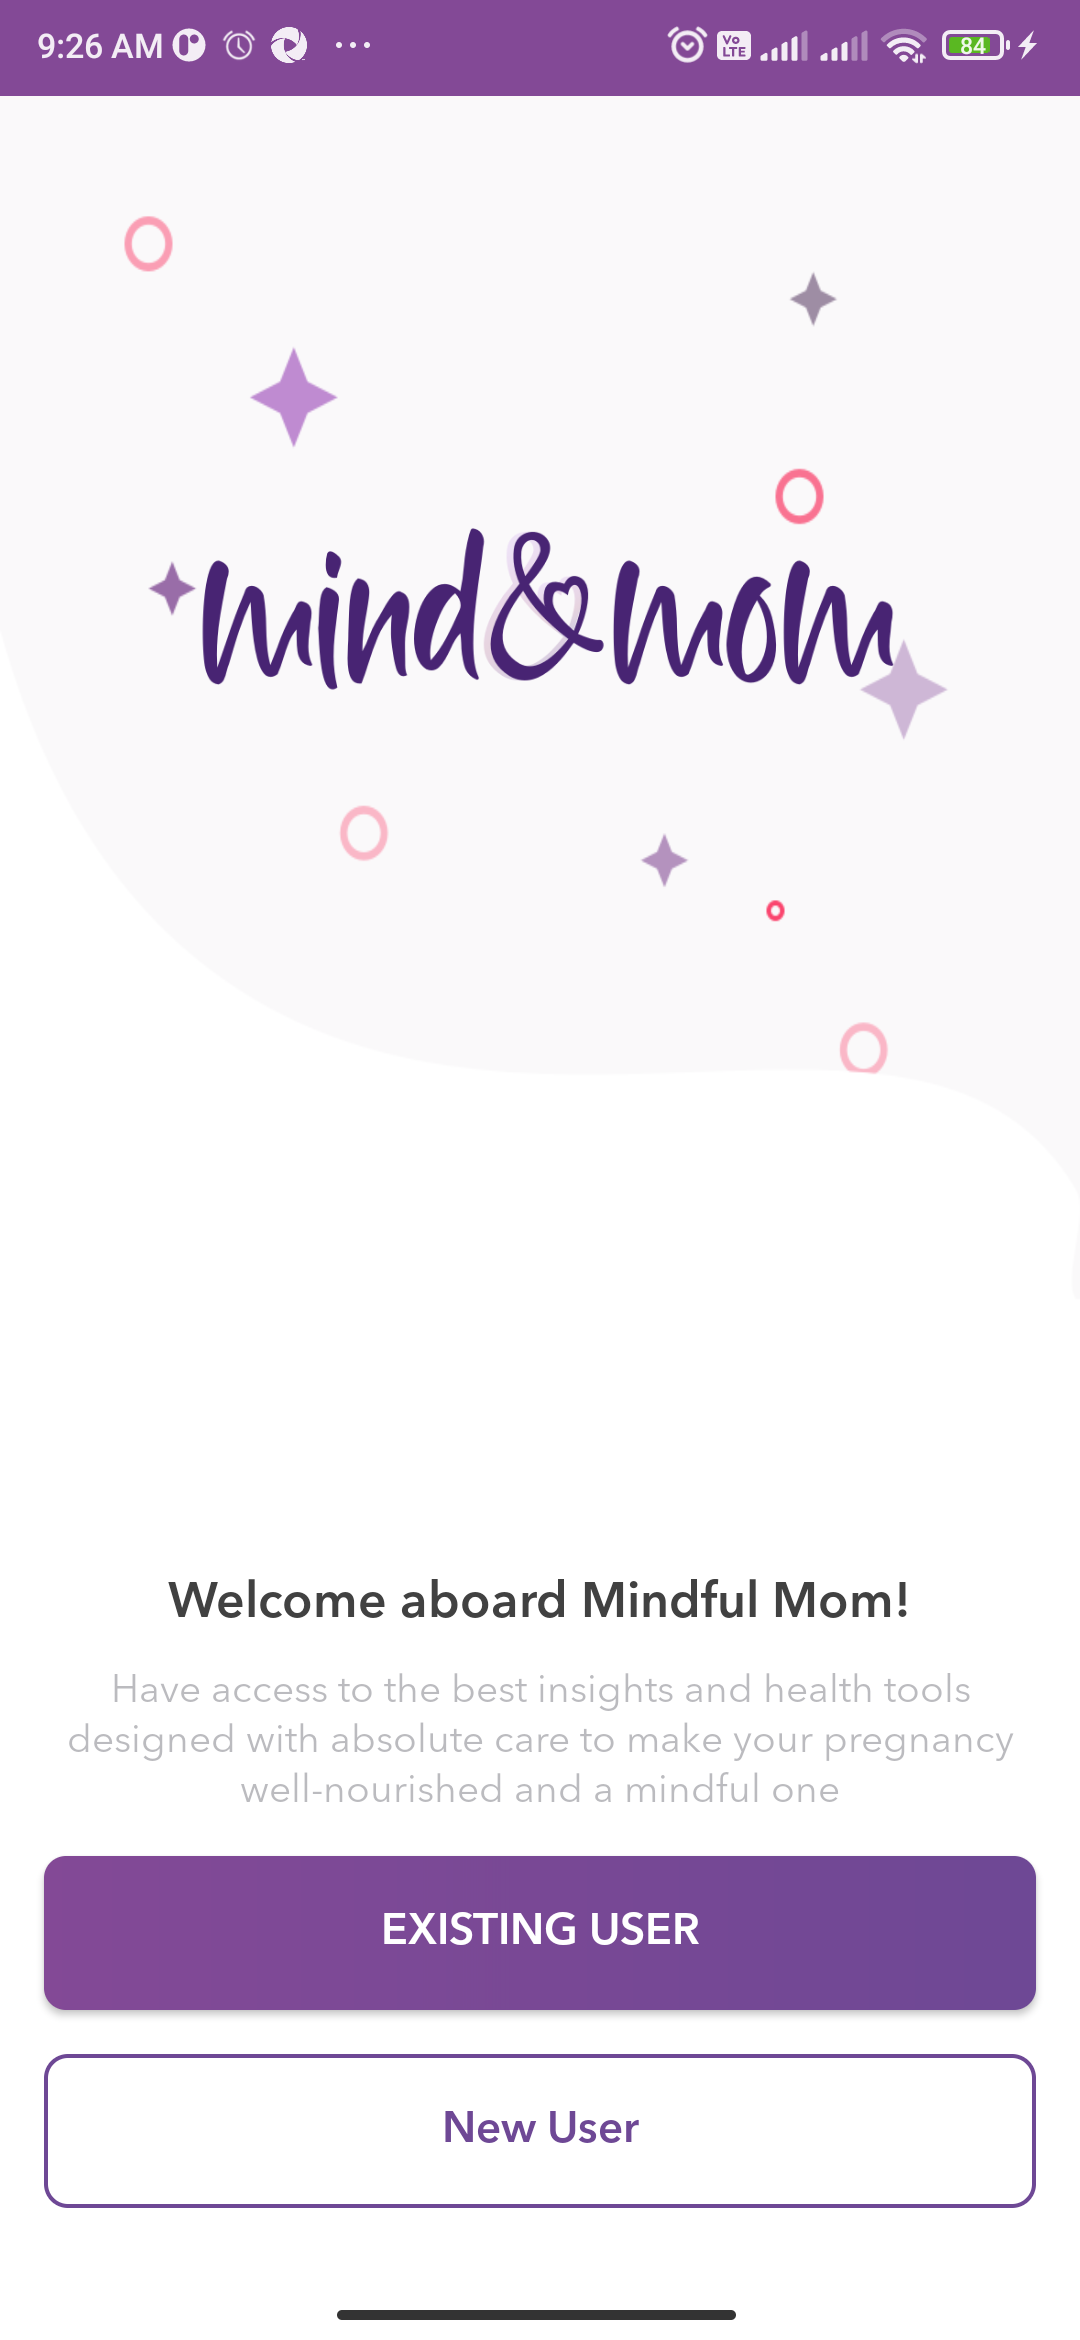 9:26 AM
Vo LTE
84
mind&mom
Welcome aboard Mindful Mom!
Have access to the best insights and health tools
designed with absolute care to make your pregnancy
well-nourished and a mindful one
EXISTING USER
New User